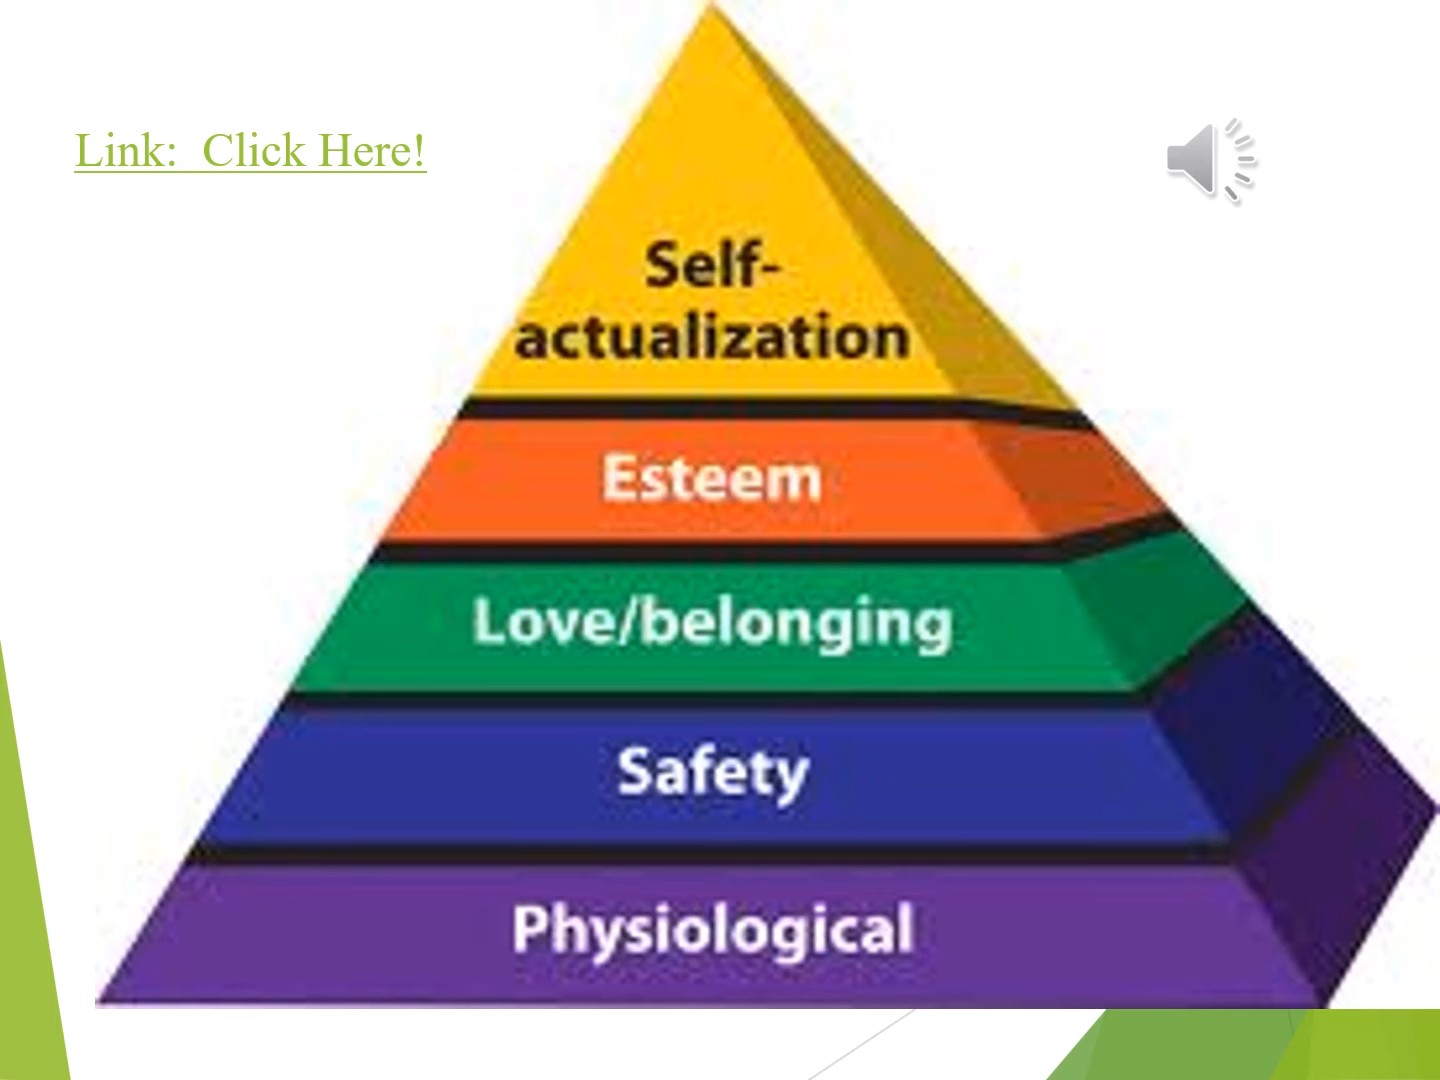 Link:  Click Here!
Self-
actualization
Esteem
Love/belonging
Safety
Physiological